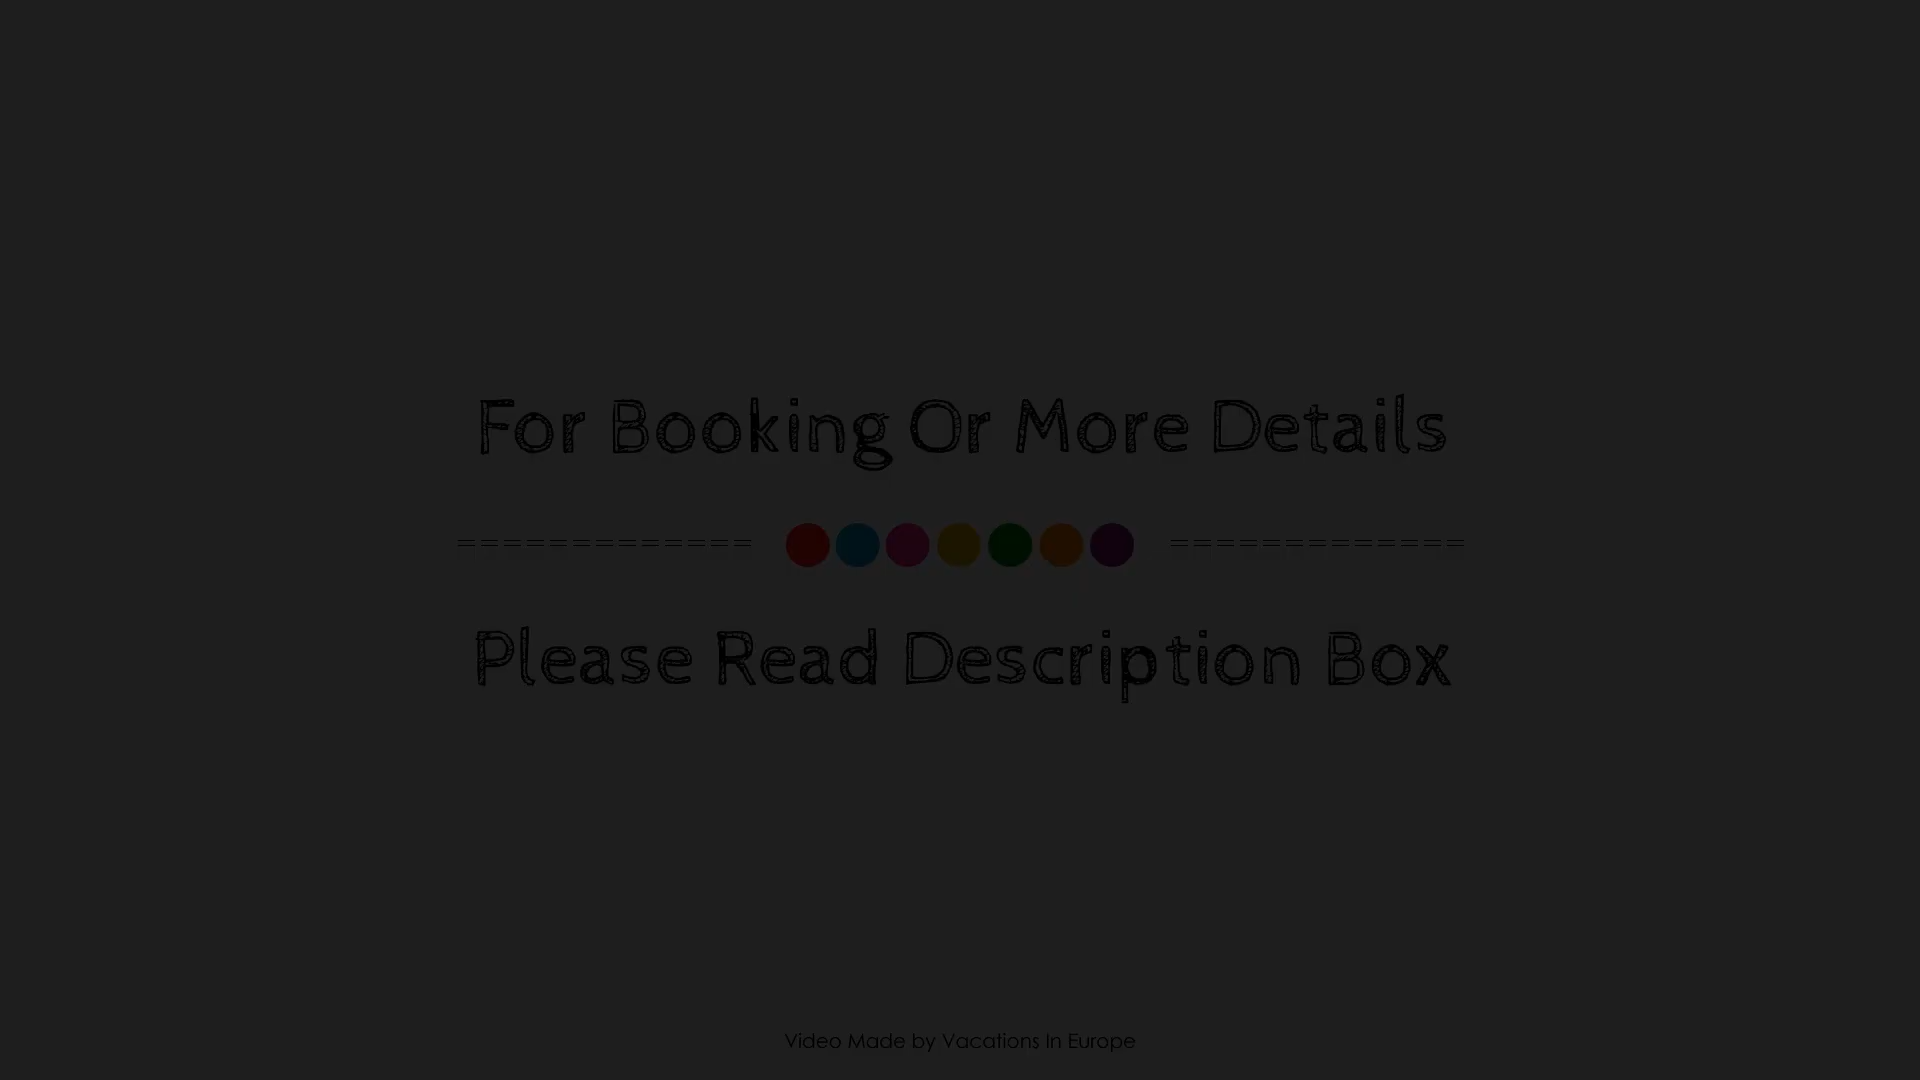 For Booking Or More Details
============= =============
Please Read Description Box
Video Made by Vacations In Europe